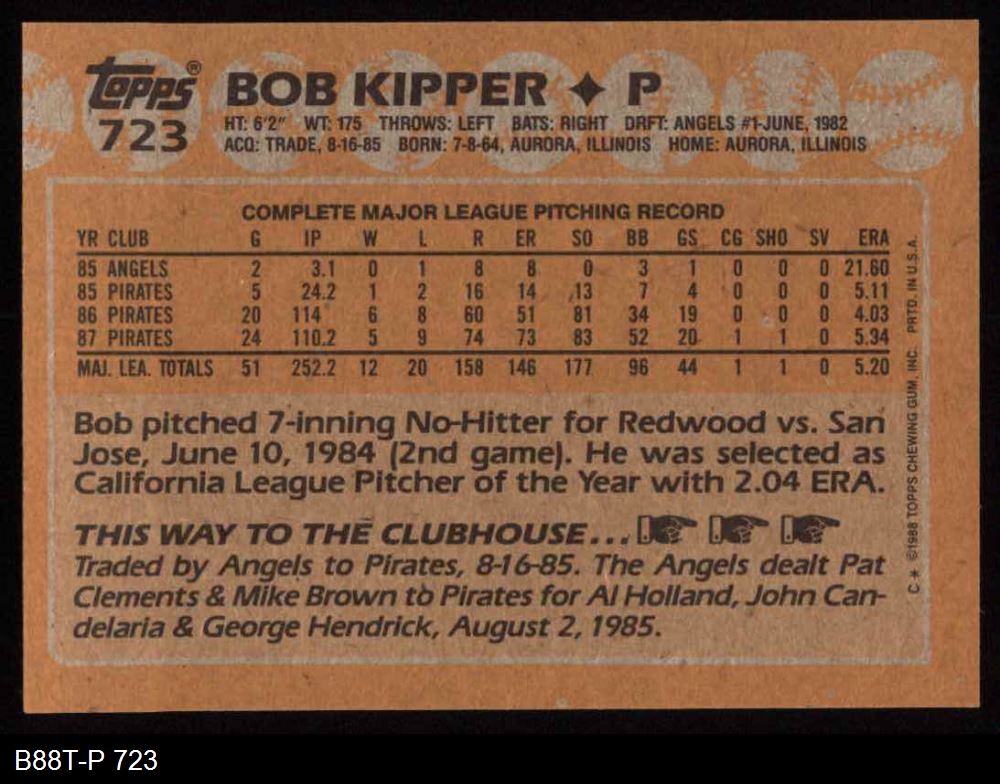 Topps® BOB KIPPER ✦ P
723 HT: 6'2" WT: 175 THROWS: LEFT BATS: RIGHT DRFT: ANGELS #1-JUNE, 1982
ACQ: TRADE, 8-16-85 BORN: 7-8-64, AURORA, ILLINOIS HOME: AURORA, ILLINOIS
COMPLETE MAJOR LEAGUE PITCHING RECORD
YR CLUB G IP W L R ER SO BB GS CG SHO SV ERA
85 ANGELS 2 3.1 0 1 8 8 0 3 1 0 0 0 21.60
85 PIRATES 5 24.2 1 2 16 14 13 7 4 0 0 0 5.11
86 PIRATES 20 114 6 8 60 51 81 34 19 0 0 0 4.03
87 PIRATES 24 110.2 5 9 74 73 83 52 20 1 1 0 5.34
MAJ. LEA. TOTALS 51 252.2 12 20 158 146 177 96 44 1 1 0 5.20
Bob pitched 7-inning No-Hitter for Redwood vs. San
Jose, June 10, 1984 (2nd game). He was selected as
California League Pitcher of the Year with 2.04 ERA.
THIS WAY TO THE CLUBHOUSE...
Traded by Angels to Pirates, 8-16-85. The Angels dealt Pat
Clements & Mike Brown to Pirates for Al Holland, John Can-
delaria & George Hendrick, August 2, 1985.
C* ©1988 TOPPS CHEWING GUM, INC. PRTD. IN U.S.A.
B88T-P 723